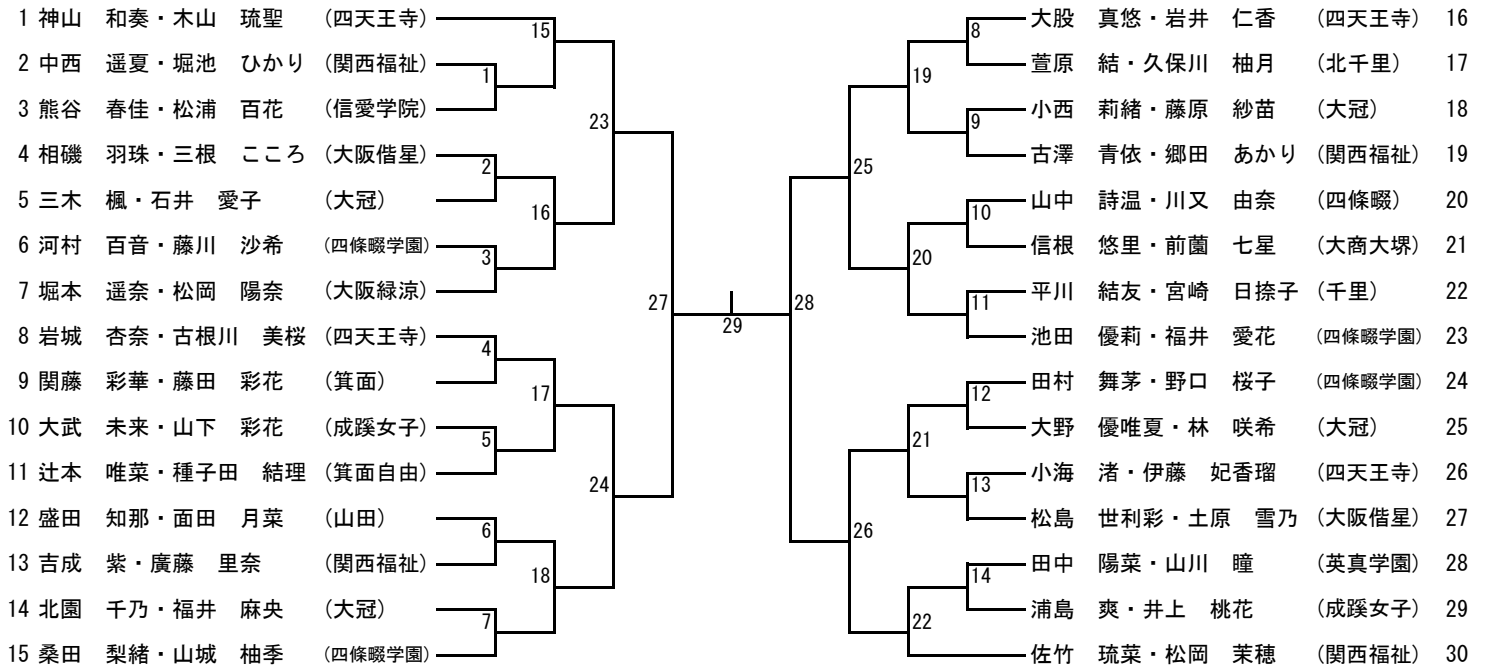 1 神山 和奏・木山 琉聖 (四天王寺)
2 中西 遥夏・堀池 ひかり (関西福祉)
3 熊谷 春佳・松浦 百花 (信愛学院)
4 相磯 羽珠・三根 こころ (大阪偕星)
5 三木 楓・石井 愛子 (大冠)
6 河村 百音・藤川 沙希 (四條畷学園)
7 堀本 遥奈・松岡 陽奈 (大阪緑涼)
8 岩城 杏奈・古根川 美桜 (四天王寺)
9 関藤 彩華・藤田 彩花 (箕面)
10 大武 未来・山下 彩花 (成蹊女子)
11 辻本 唯菜・種子田 結理 (箕面自由)
12 盛田 知那・面田 月菜 (山田)
13 吉成 紫・廣藤 里奈 (関西福祉)
14 北園 千乃・福井 麻央 (大冠)
15 桑田 梨緒・山城 柚季 (四條畷学園)
15
1
23
2
16
3
27
4
17
5
24
6
18
7
29
28
8
19
9
25
10
20
11
12
21
13
26
14
22
大股 真悠・岩井 仁香 (四天王寺) 16
萱原 結・久保川 柚月 (北千里) 17
小西 莉緒・藤原 紗苗 (大冠) 18
古澤 青依・郷田 あかり (関西福祉) 19
山中 詩温・川又 由奈 (四條畷) 20
信根 悠里・前薗 七星 (大商大堺) 21
平川 結友・宮崎 日捺子 (千里) 22
池田 優莉・福井 愛花 (四條畷学園) 23
田村 舞茅・野口 桜子 (四條畷学園) 24
大野 優唯夏・林 咲希 (大冠) 25
小海 渚・伊藤 妃香瑠 (四天王寺) 26
松島 世利彩・土原 雪乃 (大阪偕星) 27
田中 陽菜・山川 瞳 (英真学園) 28
浦島 爽・井上 桃花 (成蹊女子) 29
佐竹 琉菜・松岡 茉穂 (関西福祉) 30